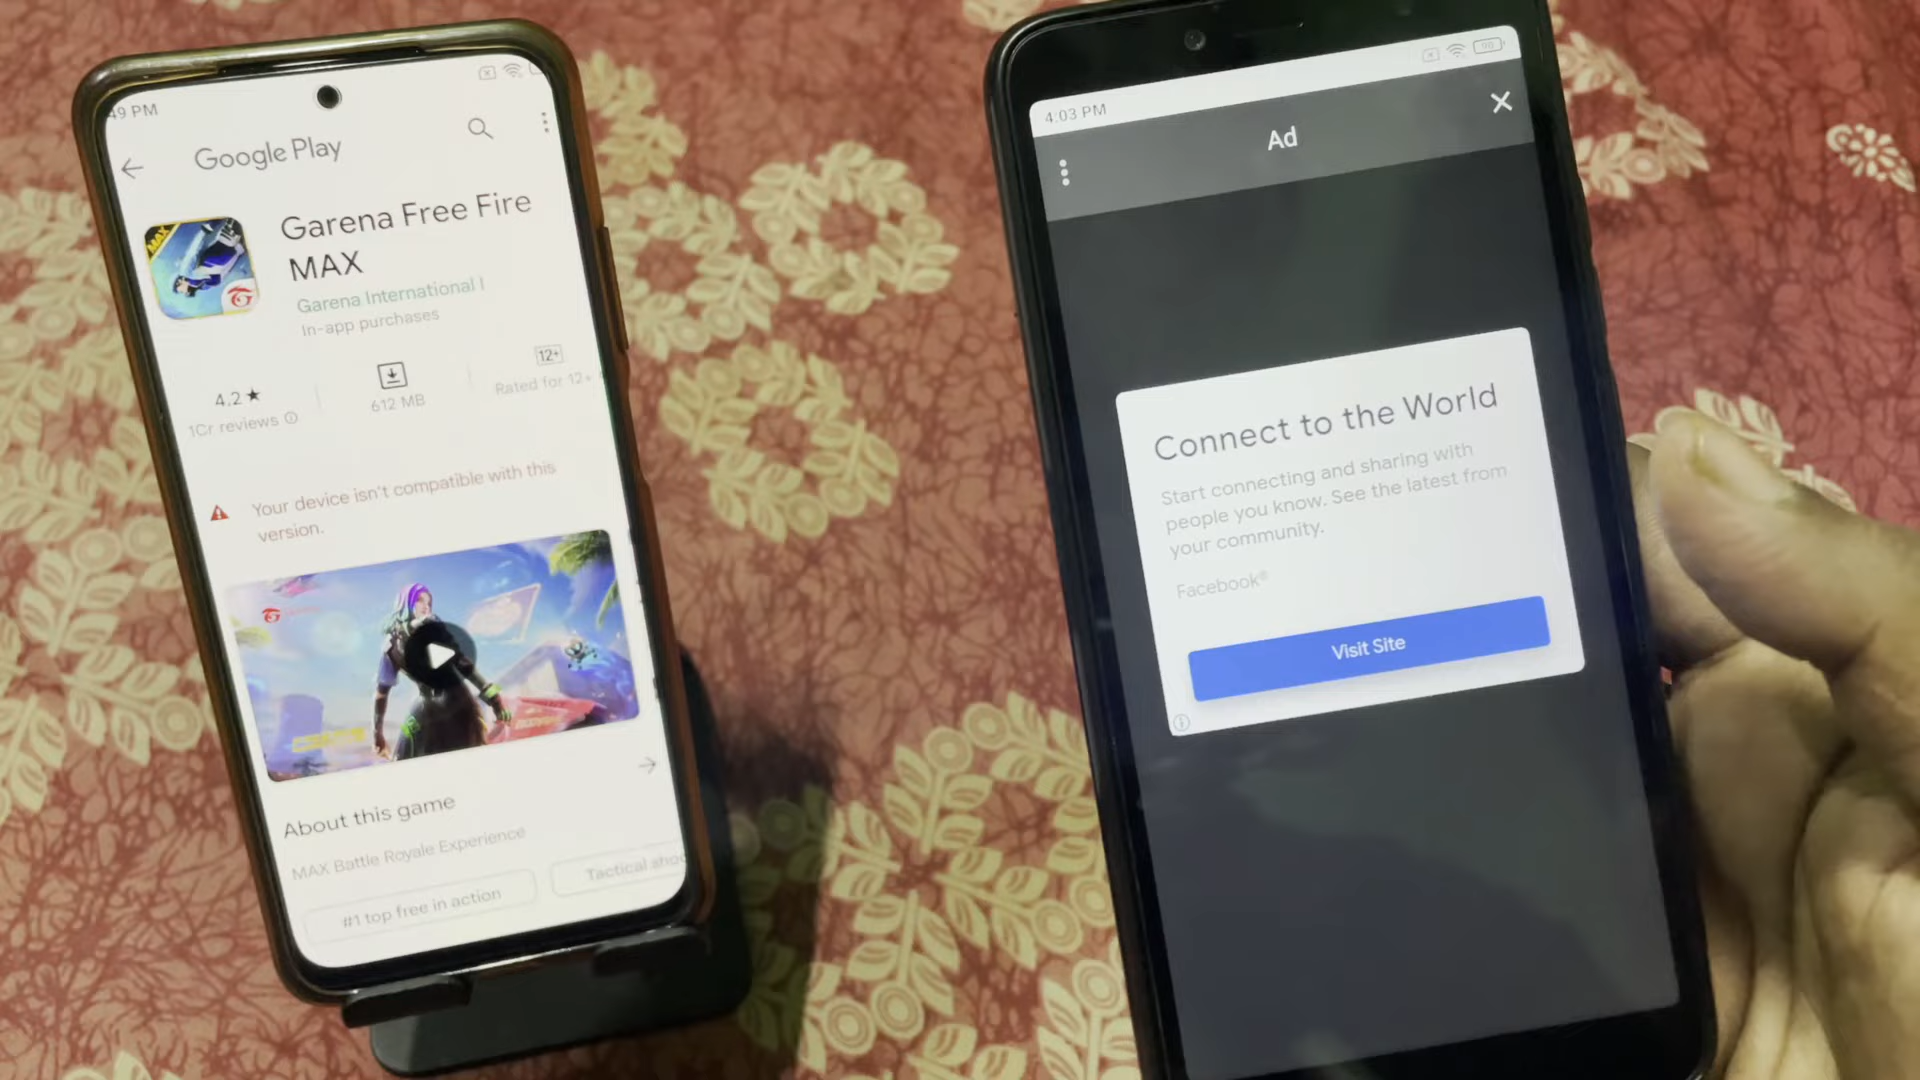 49 PM
Google Play
Garena Free Fire
MAX
Garena International I
In-app purchases
4.2★
1Cr reviews
612 MB
12+
Rated for 12+
Your device isn't compatible with this
version.
About this game
MAX Battle Royale Experience
#1 top free in action
Tactical shoo
4:03 PM
90
Ad
Connect to the World
Start connecting and sharing with
people you know. See the latest from
your community.
Facebook®
Visit Site